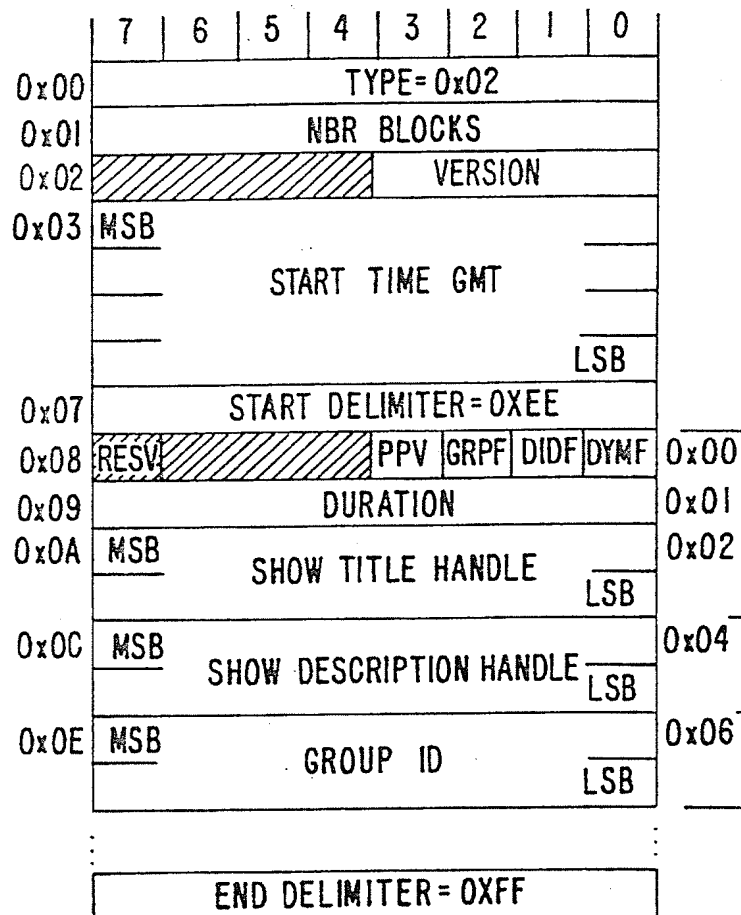 7 6 5 4 3 2 1 0
0x00 TYPE=0x02
0x01 NBR BLOCKS
0x02 VERSION
0x03 MSB
START TIME GMT
LSB
0x07 START DELIMITER=0XEE
0x08 RESV PPV GRPF DIDF DYMF 0x00
0x09 DURATION 0x01
0x0A MSB 0x02
SHOW TITLE HANDLE
LSB
0x0C MSB 0x04
SHOW DESCRIPTION HANDLE
LSB
0x0E MSB 0x06
GROUP ID
LSB
END DELIMITER=0XFF